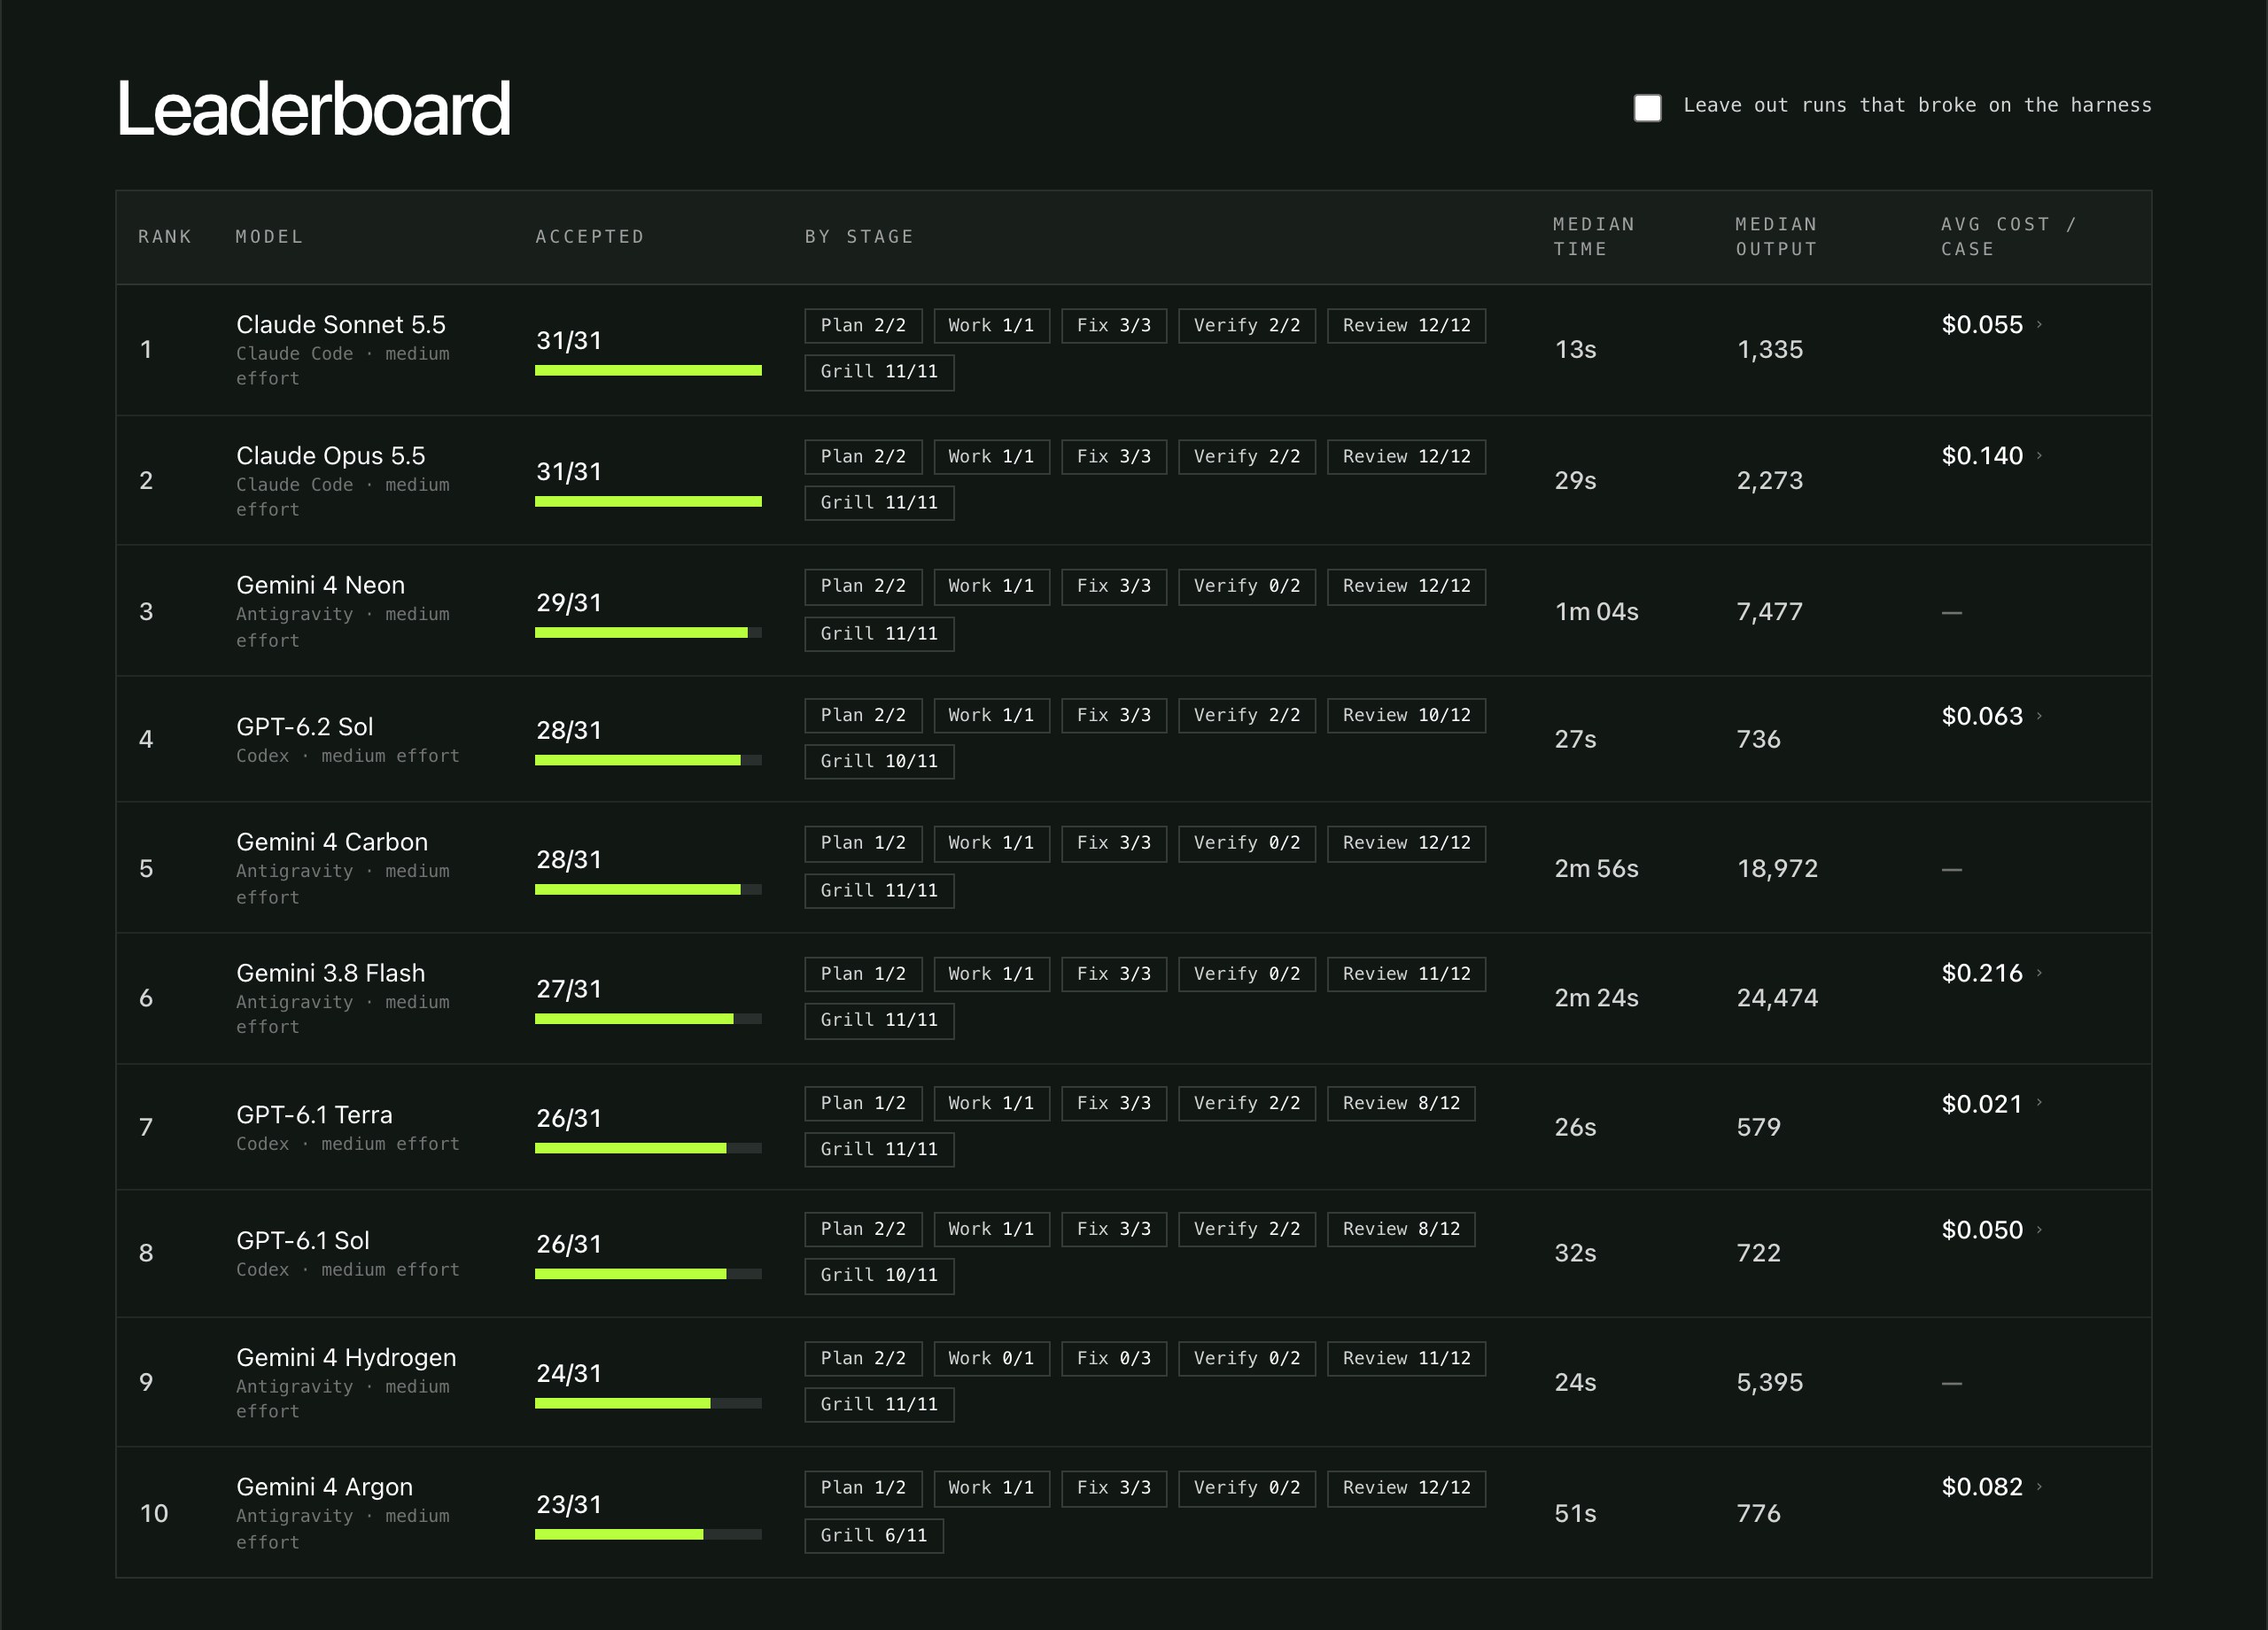 Leaderboard
Leave out runs that broke on the harness
RANK MODEL ACCEPTED BY STAGE MEDIAN TIME MEDIAN OUTPUT AVG COST / CASE
1
Claude Sonnet 5.5
Claude Code · medium
effort
31/31
Plan 2/2 Work 1/1 Fix 3/3 Verify 2/2 Review 12/12
Grill 11/11
13s
1,335
$0.055 ›
2
Claude Opus 5.5
Claude Code · medium
effort
31/31
Plan 2/2 Work 1/1 Fix 3/3 Verify 2/2 Review 12/12
Grill 11/11
29s
2,273
$0.140 ›
3
Gemini 4 Neon
Antigravity · medium
effort
29/31
Plan 2/2 Work 1/1 Fix 3/3 Verify 0/2 Review 12/12
Grill 11/11
1m 04s
7,477
—
4
GPT-6.2 Sol
Codex · medium effort
28/31
Plan 2/2 Work 1/1 Fix 3/3 Verify 2/2 Review 10/12
Grill 10/11
27s
736
$0.063 ›
5
Gemini 4 Carbon
Antigravity · medium
effort
28/31
Plan 1/2 Work 1/1 Fix 3/3 Verify 0/2 Review 12/12
Grill 11/11
2m 56s
18,972
—
6
Gemini 3.8 Flash
Antigravity · medium
effort
27/31
Plan 1/2 Work 1/1 Fix 3/3 Verify 0/2 Review 11/12
Grill 11/11
2m 24s
24,474
$0.216 ›
7
GPT-6.1 Terra
Codex · medium effort
26/31
Plan 1/2 Work 1/1 Fix 3/3 Verify 2/2 Review 8/12
Grill 11/11
26s
579
$0.021 ›
8
GPT-6.1 Sol
Codex · medium effort
26/31
Plan 2/2 Work 1/1 Fix 3/3 Verify 2/2 Review 8/12
Grill 10/11
32s
722
$0.050 ›
9
Gemini 4 Hydrogen
Antigravity · medium
effort
24/31
Plan 2/2 Work 0/1 Fix 0/3 Verify 0/2 Review 11/12
Grill 11/11
24s
5,395
—
10
Gemini 4 Argon
Antigravity · medium
effort
23/31
Plan 1/2 Work 1/1 Fix 3/3 Verify 0/2 Review 12/12
Grill 6/11
51s
776
$0.082 ›